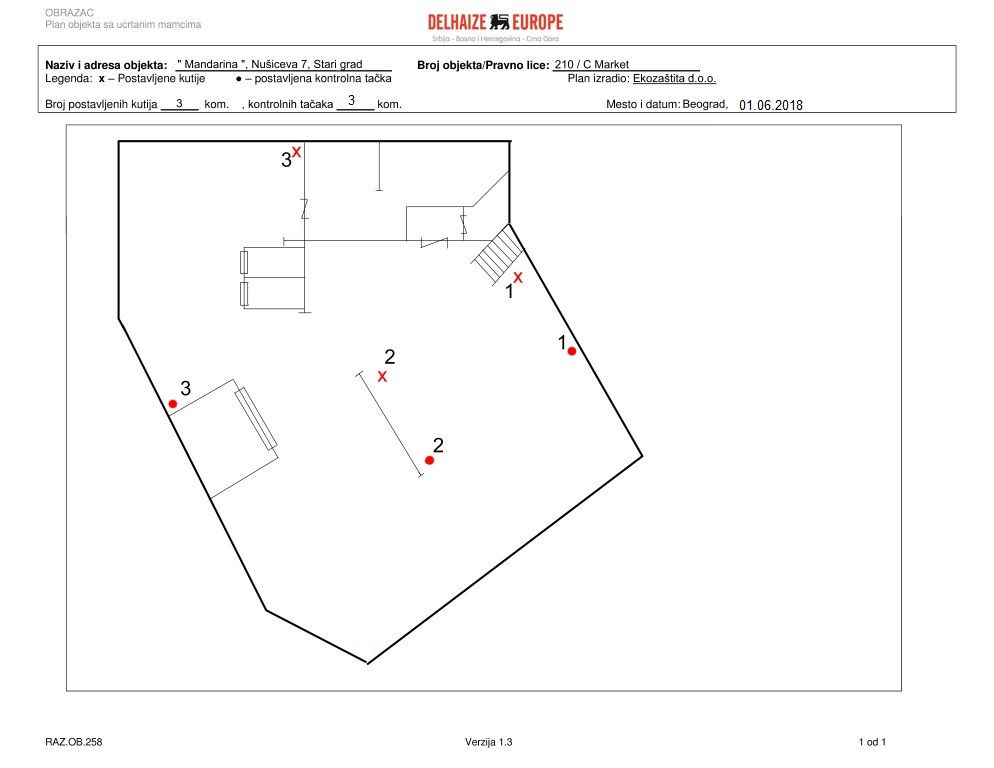 OBRAZAC
Plan objekta sa ucrtanim mamcima
DELHAIZE EUROPE
Srbija - Bosna i Hercegovina - Crna Gora
Naziv i adresa objekta: " Mandarina ", Nušiceva 7, Stari grad Broj objekta/Pravno lice: 210 / C Market
Legenda: x – Postavljene kutije ● – postavljena kontrolna tačka Plan izradio: Ekozaštita d.o.o.
Broj postavljenih kutija 3 kom. , kontrolnih tačaka 3 kom. Mesto i datum: Beograd, 01.06.2018
3 x
x
1
1
2
x
3
2
RAZ.OB.258 Verzija 1.3 1 od 1